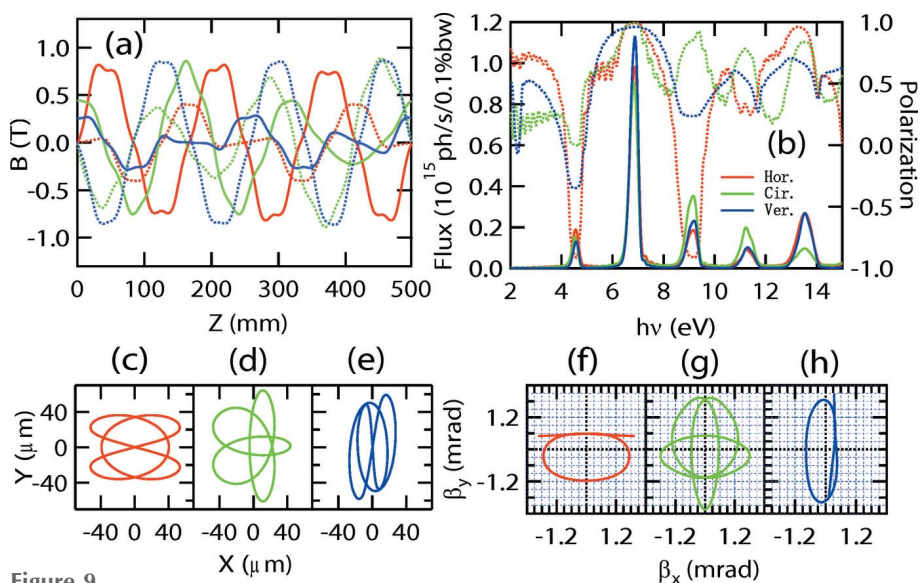 (a)
1.0
0.5
0.0
-0.5
-1.0
B (T)
0 100 200 300 400 500
Z (mm)
(b)
1.2
1.0
0.8
0.6
0.4
0.2
0.0
Flux (10 15 ph/s/0.1%bw)
1.0
0.5
0.0
-0.5
-1.0
Polarization
Hor.
Cir.
Ver.
2 4 6 8 10 12 14
hν (eV)
(c) (d) (e)
40
0
-40
Y (μm)
-40 0 40 -40 0 40 -40 0 40
X (μm)
(f) (g) (h)
1.2
-1.2
βy (mrad)
-1.2 1.2 -1.2 1.2 -1.2 1.2
βx (mrad)
Figure 9